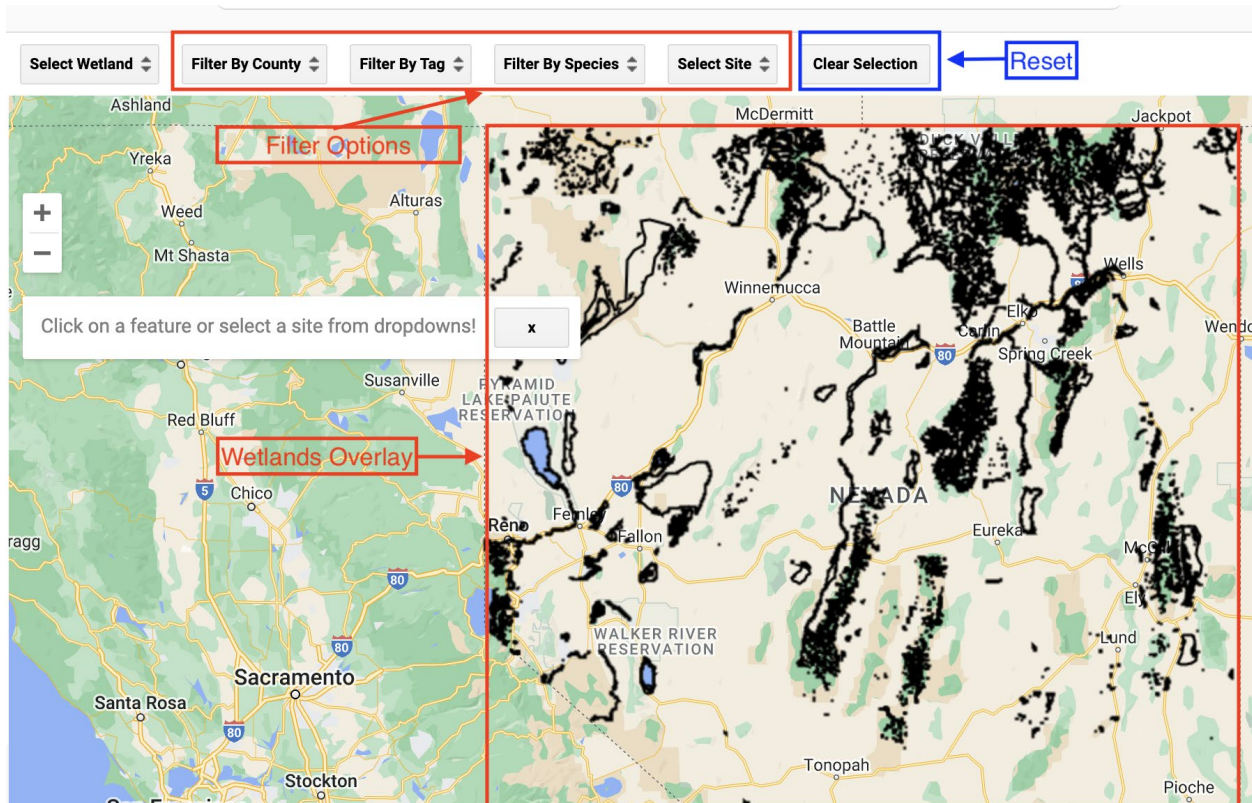 Select Wetland
Filter By County
Filter By Tag
Filter By Species
Select Site
Clear Selection
Reset
Ashland
McDermitt
Jackpot
Filter Options
Yreka
Alturas
Weed
+
Mt Shasta
−
Wells
Winnemucca
Click on a feature or select a site from dropdowns!
x
Elko
Battle
Mountain
Carlin
Spring Creek
80
Susanville
PYRAMID
LAKE PAIUTE
RESERVATION
Red Bluff
Wetlands Overlay
5
80
Chico
NEVADA
Reno
Fernley
Fallon
Eureka
ragg
80
Ely
WALKER RIVER
RESERVATION
Lund
80
Sacramento
Santa Rosa
80
Tonopah
Stockton
Pioche